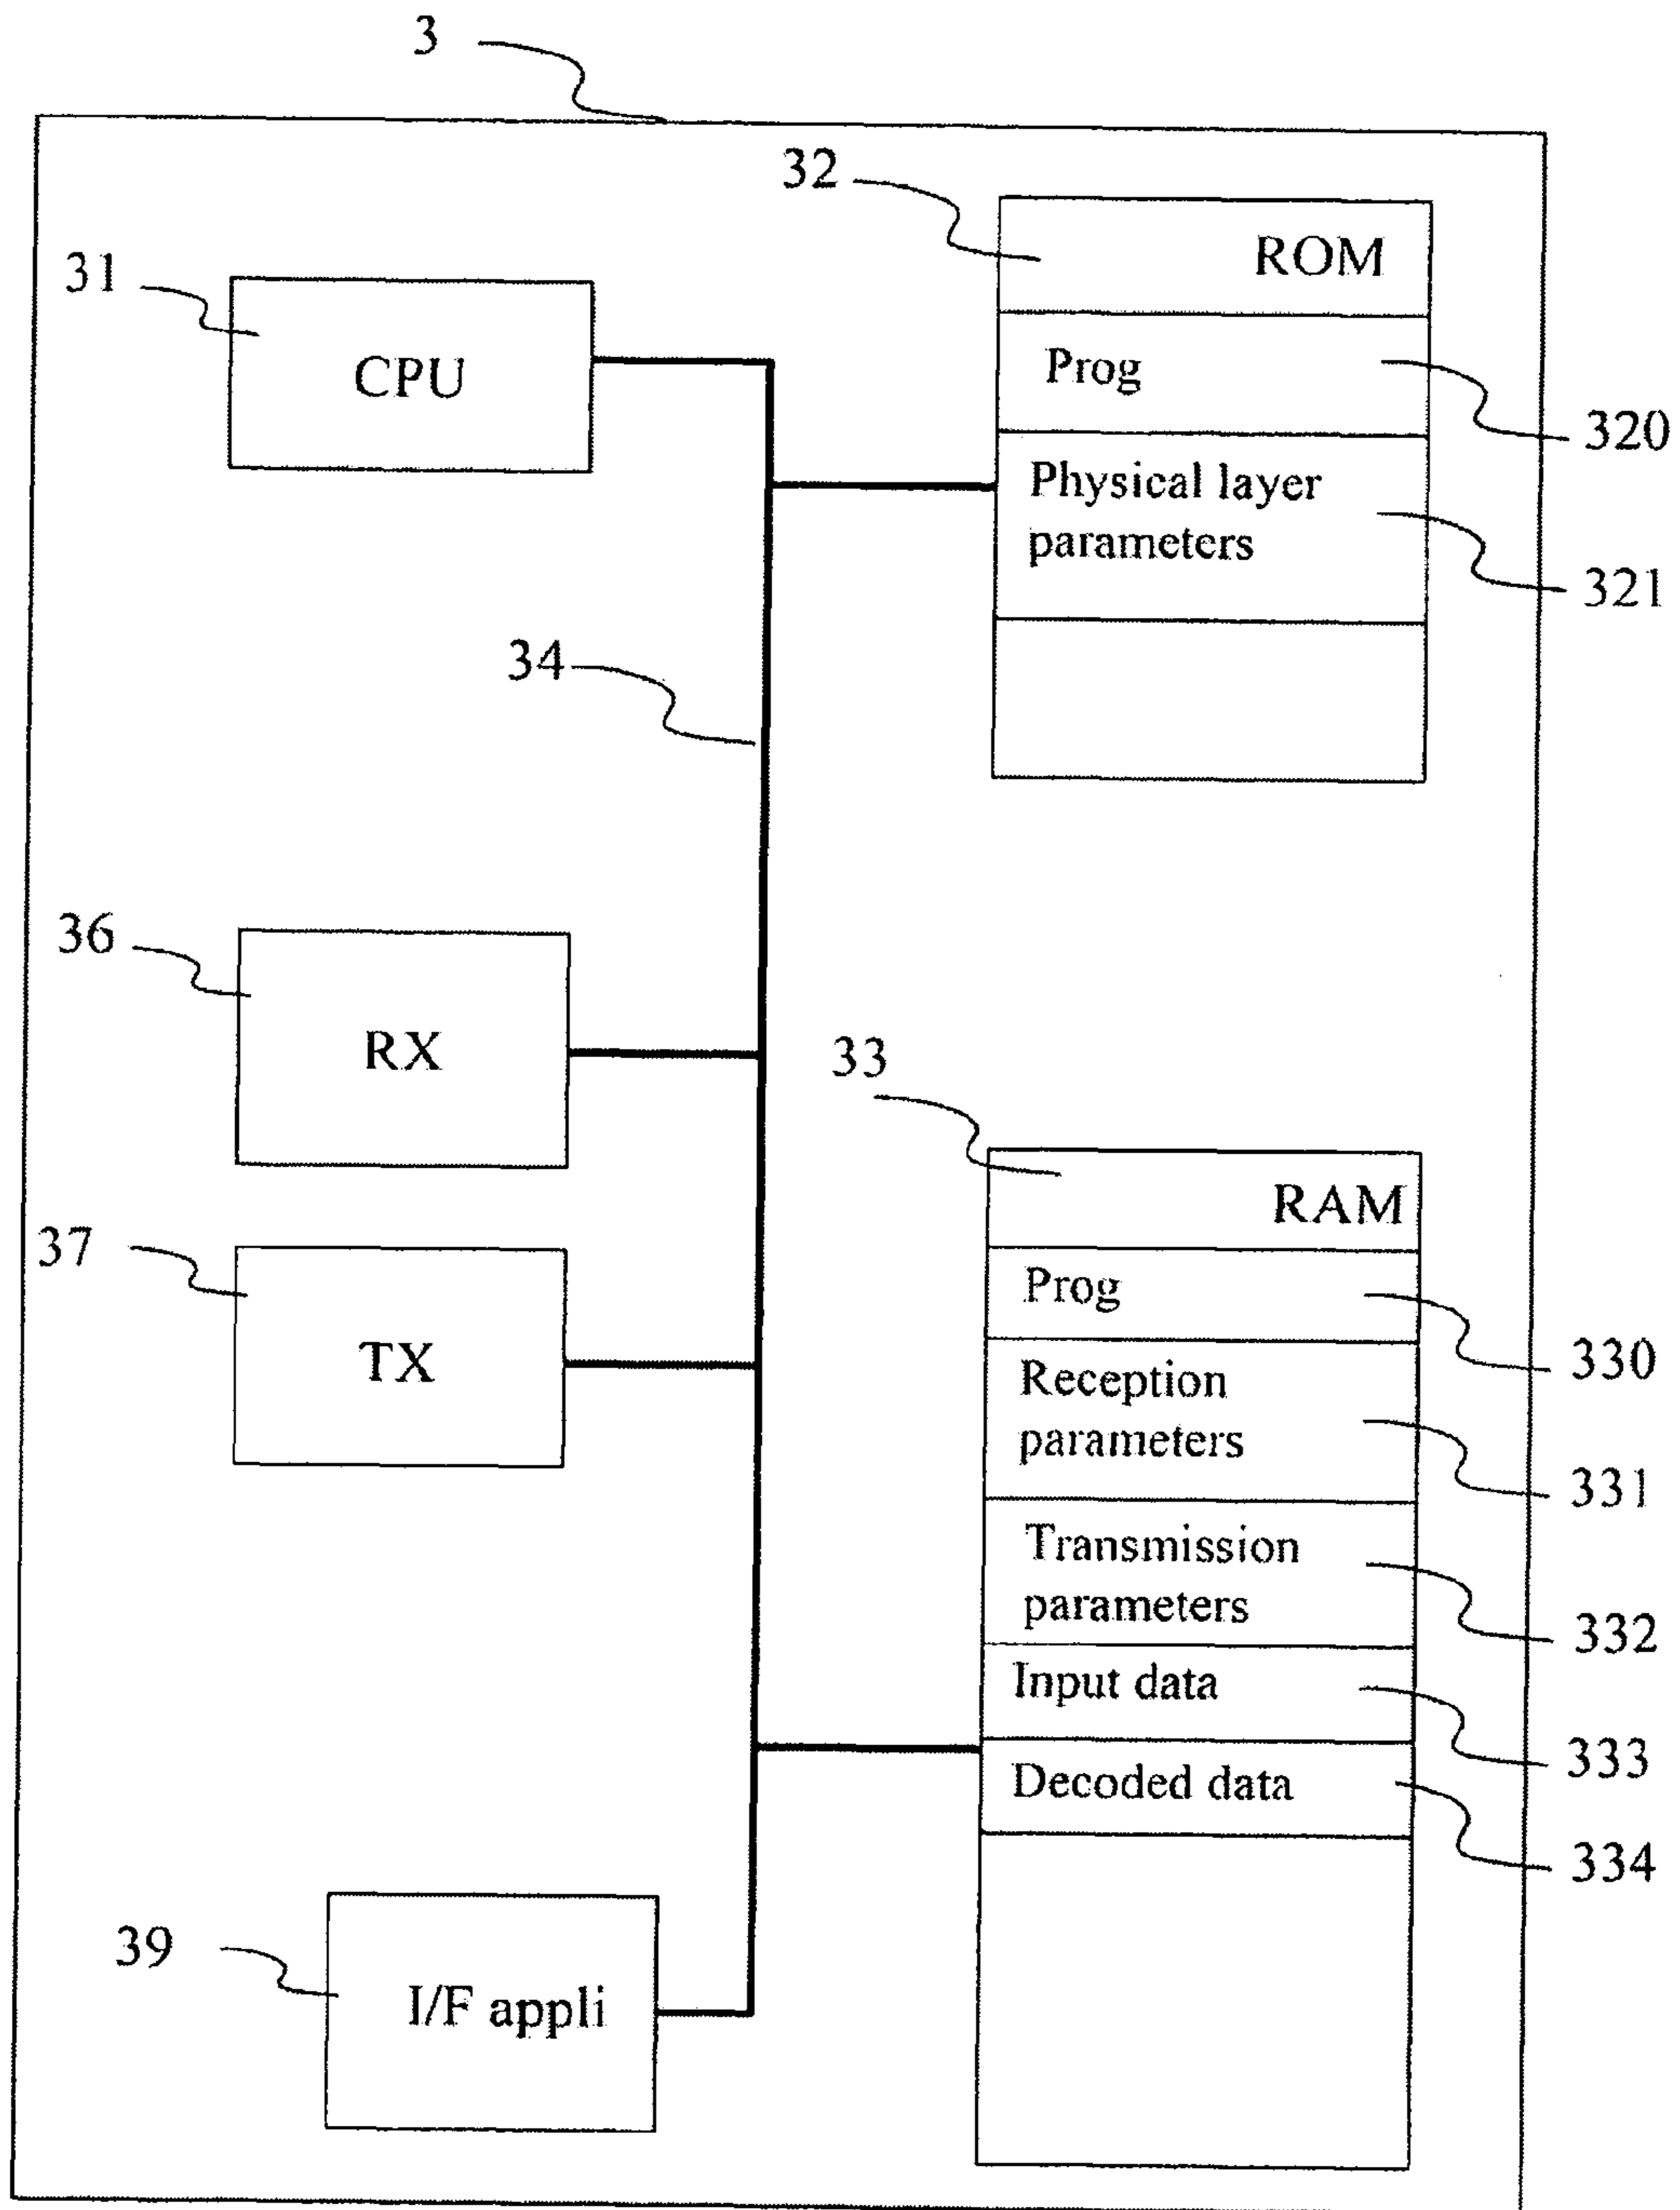 3
32
ROM
31
CPU
Prog
320
Physical layer
parameters
321
34
36
RX
33
RAM
37
TX
Prog
330
Reception
parameters
331
Transmission
parameters
332
Input data
333
Decoded data
334
39
I/F appli